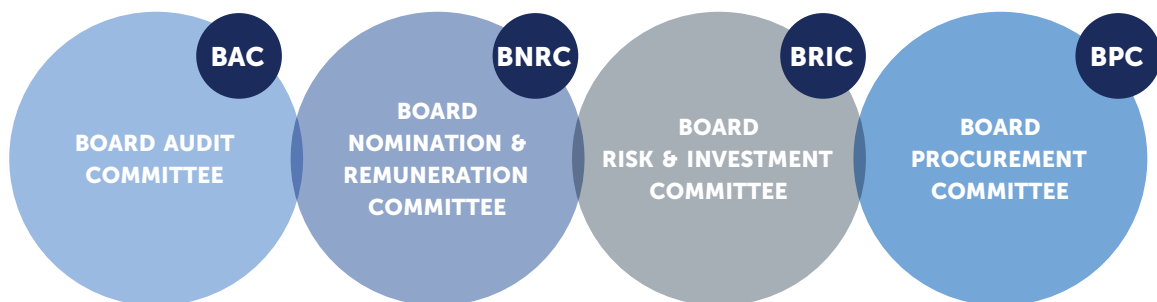 BAC
BOARD AUDIT
COMMITTEE
BNRC
BOARD
NOMINATION &
REMUNERATION
COMMITTEE
BRIC
BOARD
RISK & INVESTMENT
COMMITTEE
BPC
BOARD
PROCUREMENT
COMMITTEE